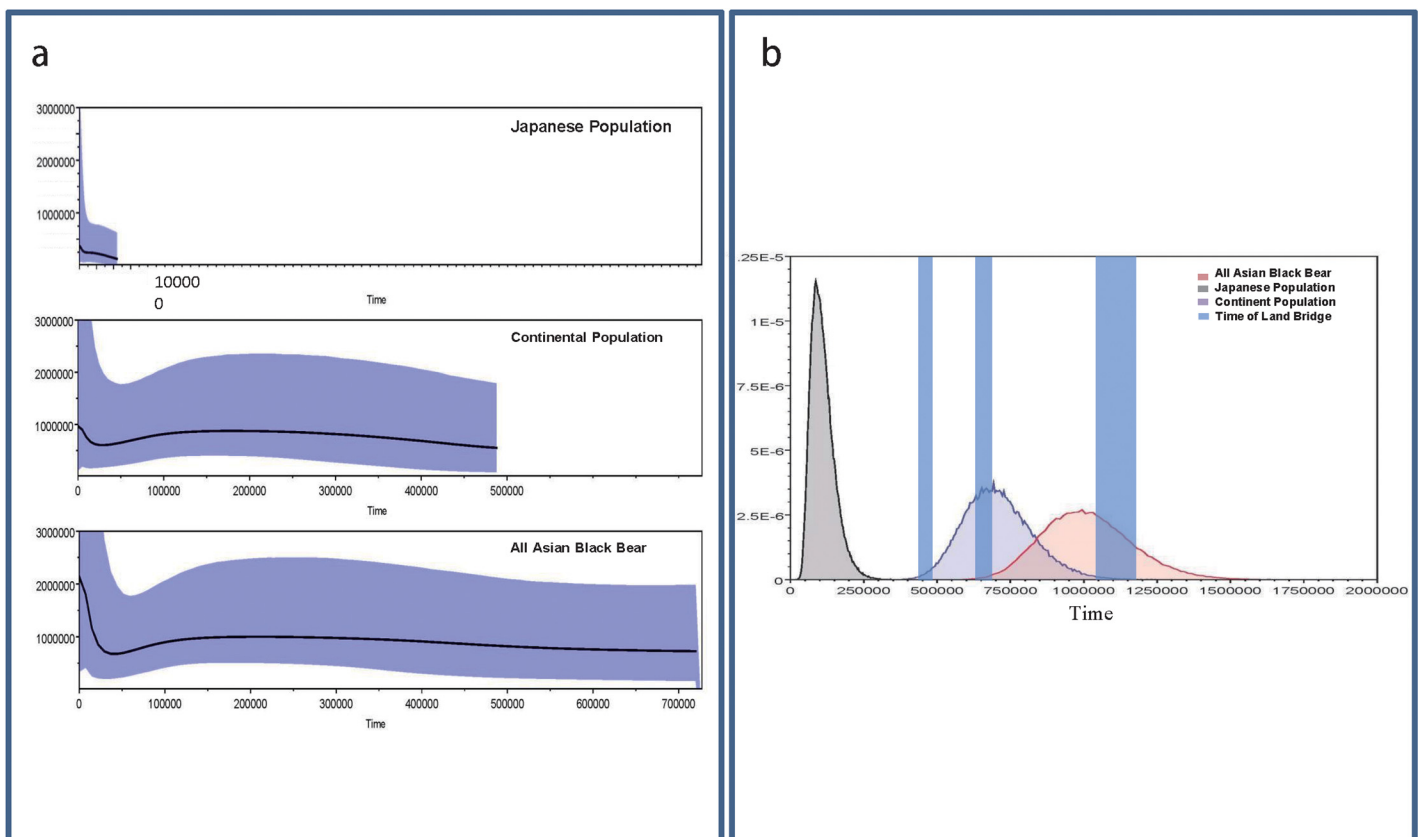 a
3000000
Japanese Population
2000000
1000000
10000
0
Time
3000000
Continental Population
2000000
1000000
0 100000 200000 300000 400000 500000
Time
3000000
All Asian Black Bear
2000000
1000000
0 100000 200000 300000 400000 500000 600000 700000
Time
b
.25E-5
All Asian Black Bear
Japanese Population
Continent Population
Time of Land Bridge
1E-5
7.5E-6
5E-6
2.5E-6
0
0 250000 500000 750000 1000000 1250000 1500000 1750000 2000000
Time